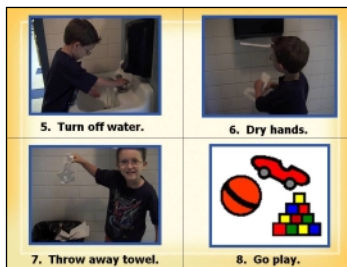 5. Turn off water.
6. Dry hands.
7. Throw away towel.
8. Go play.